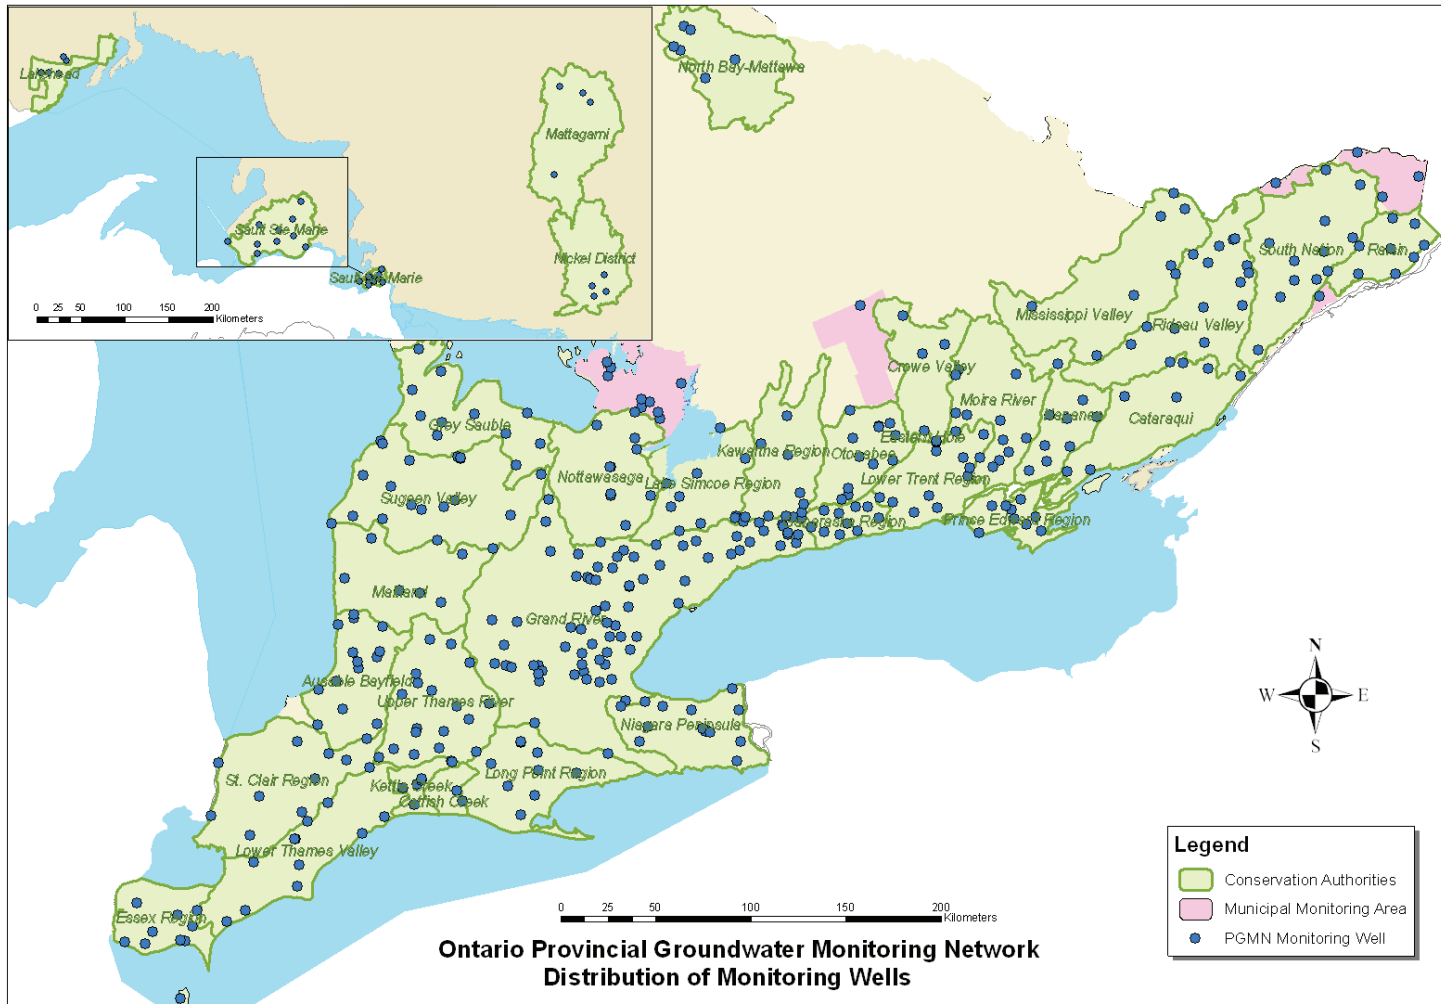 Lakehead
Mattagami
Sault Ste Marie
Nickel District
Sault Ste Marie
0 25 50 100 150 200
Kilometers
North Bay-Mattawa
South Nation
Raisin
Mississippi Valley
Rideau Valley
Crowe Valley
Moira River
Napanee
Cataraqui
Grey Sauble
Kawartha Region
Otonabee
Nottawasaga
Lake Simcoe Region
Lower Trent Region
Saugeen Valley
Ganaraska Region
Prince Edward Region
Maitland
Grand River
Ausable Bayfield
Upper Thames River
Niagara Peninsula
St. Clair Region
Kettle Creek
Long Point Region
Catfish Creek
Lower Thames Valley
Essex Region
N
W E
S
0 25 50 100 150 200
Kilometers
Ontario Provincial Groundwater Monitoring Network
Distribution of Monitoring Wells
Legend
Conservation Authorities
Municipal Monitoring Area
PGMN Monitoring Well